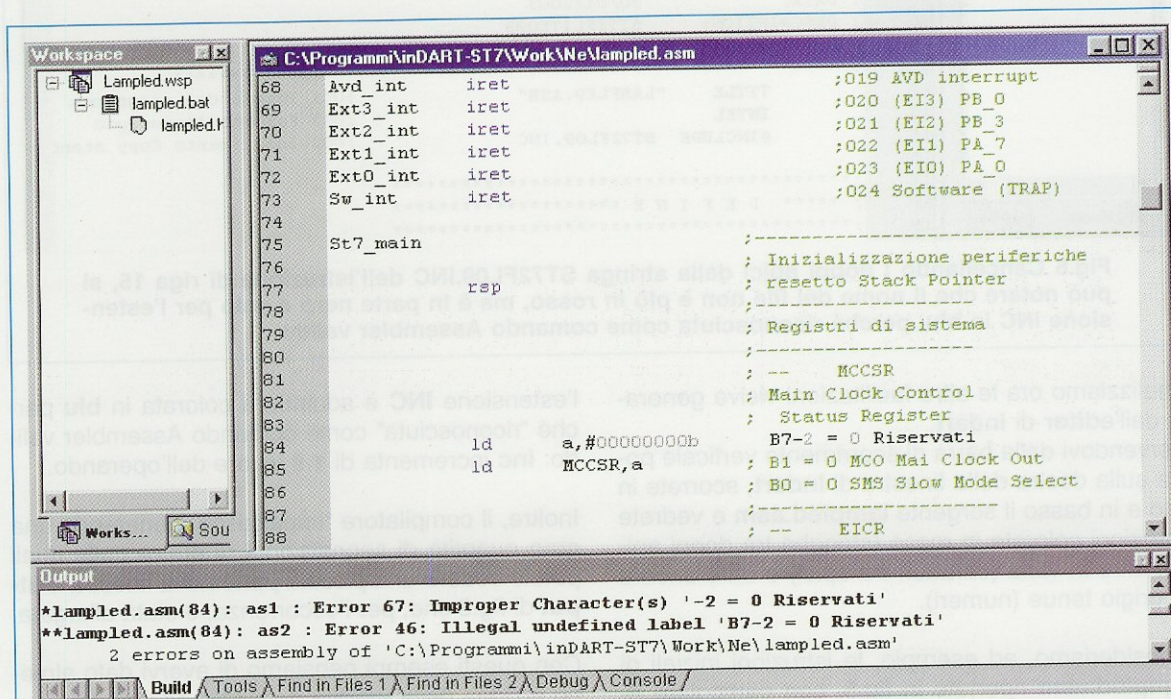 Workspace
Lampled.wsp
lampled.bat
lampled.h
Works...
Sou
C:\Programmi\inDART-ST7\Work\Ne\lampled.asm
68 Avd_int iret ;019 AVD interrupt
69 Ext3_int iret ;020 (EI3) PB_0
70 Ext2_int iret ;021 (EI2) PB_3
71 Ext1_int iret ;022 (EI1) PA_7
72 Ext0_int iret ;023 (EI0) PA_0
73 Sw_int iret ;024 Software (TRAP)
74
75 St7_main ;----------------------------------------
76 ; Inizializzazione periferiche
77 rsp ; resetto Stack Pointer
78 ;
79 ; Registri di sistema
80 ;----------------------
81 ; -- MCCSR
82 ; Main Clock Control
83 ; Status Register
84 ld a,#00000000b B7-2 = 0 Riservati
85 ld MCCSR,a ; B1 = 0 MCO Mai Clock Out
86 ; B0 = 0 SMS Slow Mode Select
87 ;----------------------
88 ; -- EICR
Output
*lampled.asm(84): as1 : Error 67: Improper Character(s) '-2 = 0 Riservati'
**lampled.asm(84): as2 : Error 46: Illegal undefined label 'B7-2 = 0 Riservati'
2 errors on assembly of 'C:\Programmi\inDART-ST7\Work\Ne\lampled.asm'
Build Tools Find in Files 1 Find in Files 2 Debug Console